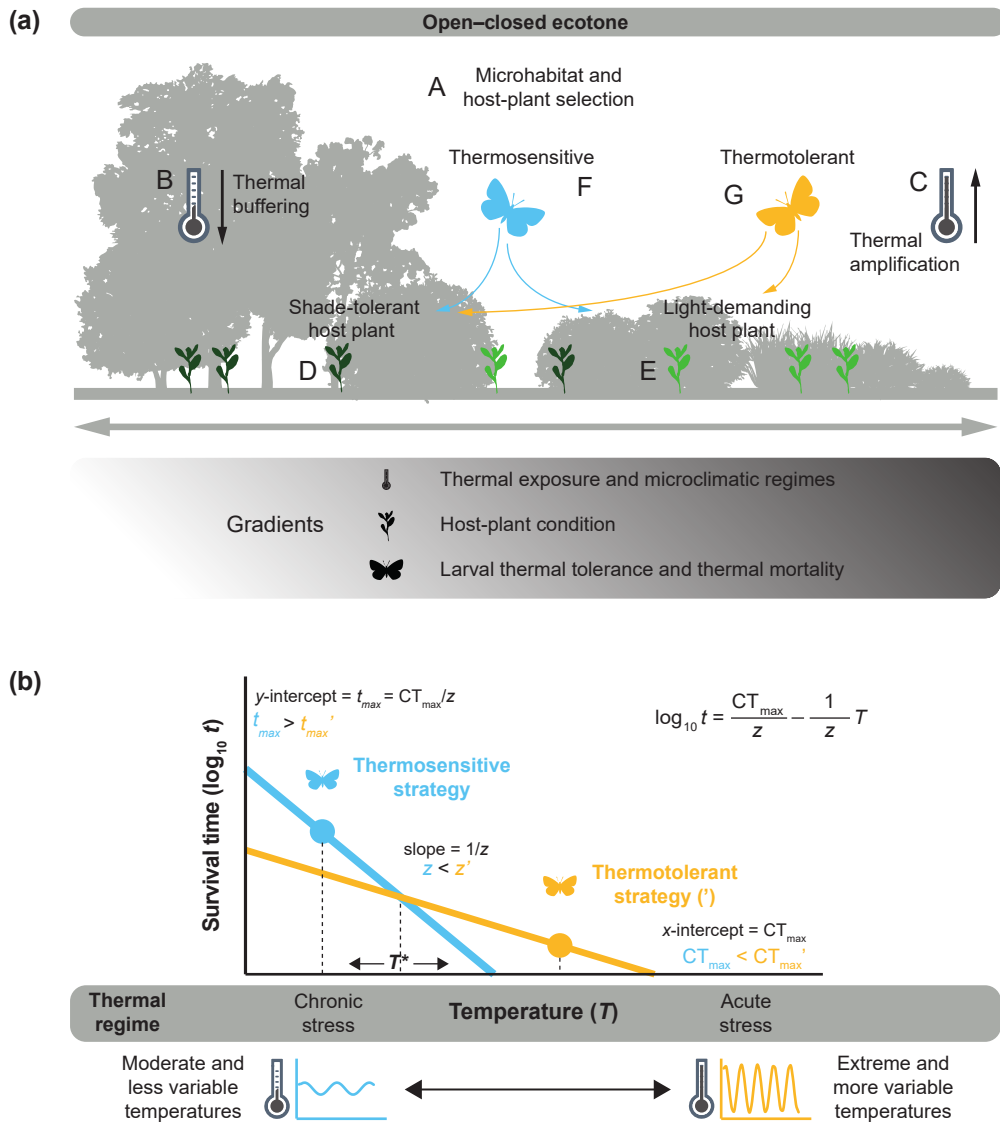 (a)
Open–closed ecotone
A
Microhabitat and
host-plant selection
B
Thermal
buffering
Thermosensitive
F
Thermotolerant
G
C
Thermal
amplification
Shade-tolerant
host plant
Light-demanding
host plant
D
E
Gradients
Thermal exposure and microclimatic regimes
Host-plant condition
Larval thermal tolerance and thermal mortality
(b)
Survival time (log₁₀ t)
y-intercept = tₘₐₓ = CTₘₐₓ/z
tₘₐₓ > tₘₐₓ’
log₁₀ t = CTₘₐₓ/z − 1/z T
Thermosensitive
strategy
slope = 1/z
z < z’
Thermotolerant
strategy (’)
x-intercept = CTₘₐₓ
CTₘₐₓ < CTₘₐₓ’
T*
Thermal
regime
Chronic
stress
Temperature (T)
Acute
stress
Moderate and
less variable
temperatures
Extreme and
more variable
temperatures